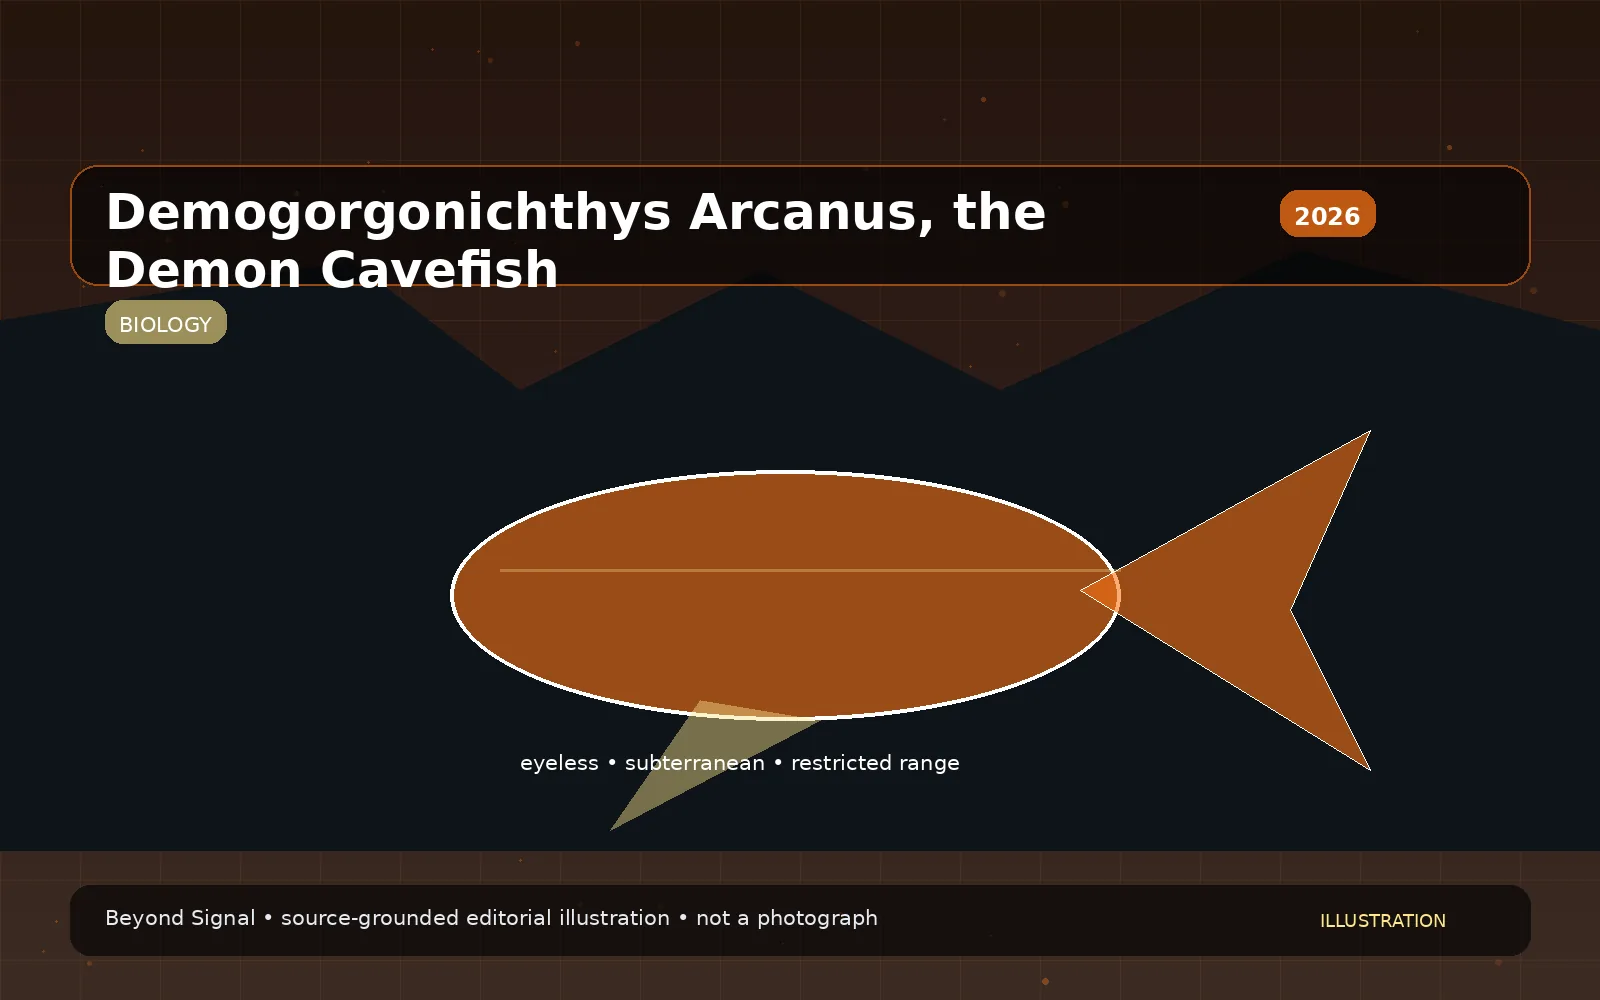 Demogorgonichthys Arcanus, the
Demon Cavefish
2026
BIOLOGY
eyeless • subterranean • restricted range
Beyond Signal • source-grounded editorial illustration • not a photograph
ILLUSTRATION